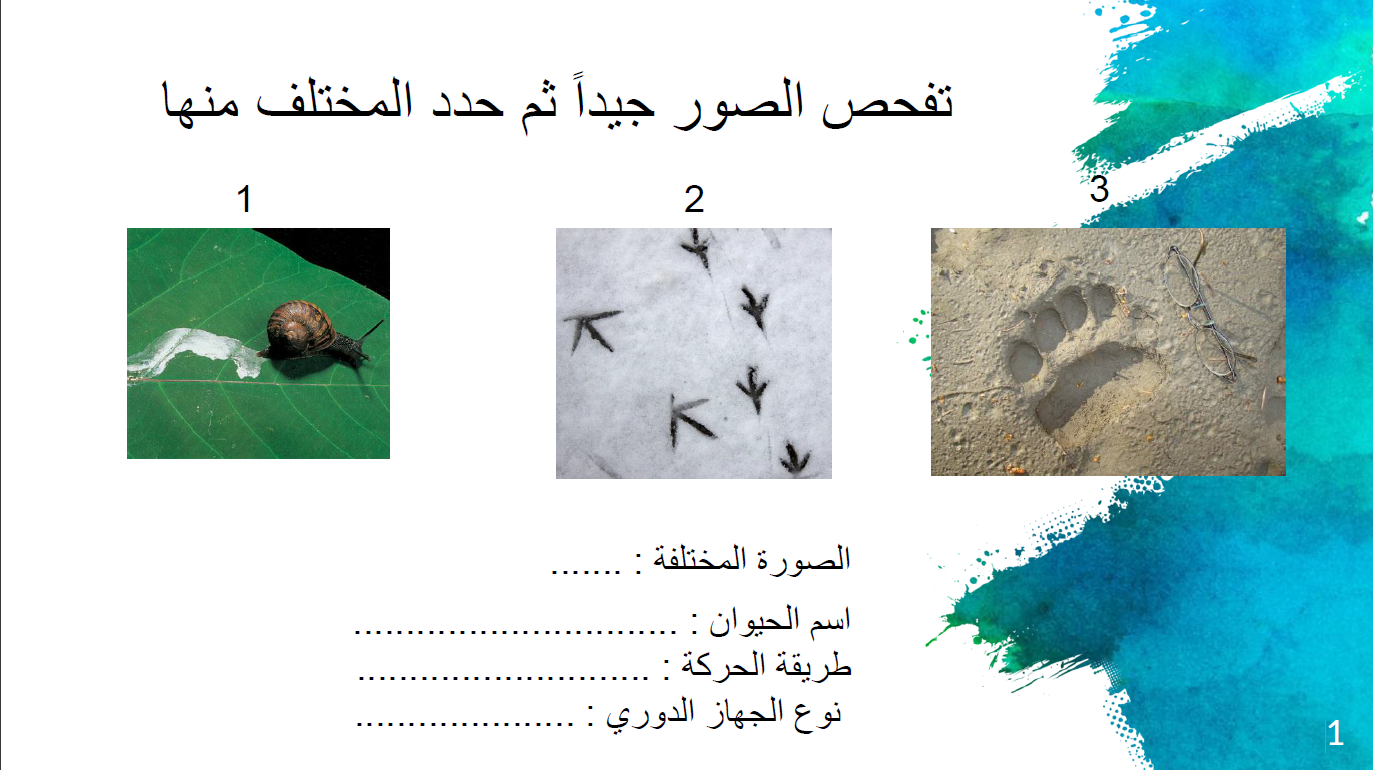 تفحص الصور جيداً ثم حدد المختلف منها
1
2
3
الصورة المختلفة : .......
اسم الحيوان : ...............................
طريقة الحركة : ............................
نوع الجهاز الدوري : .....................
1